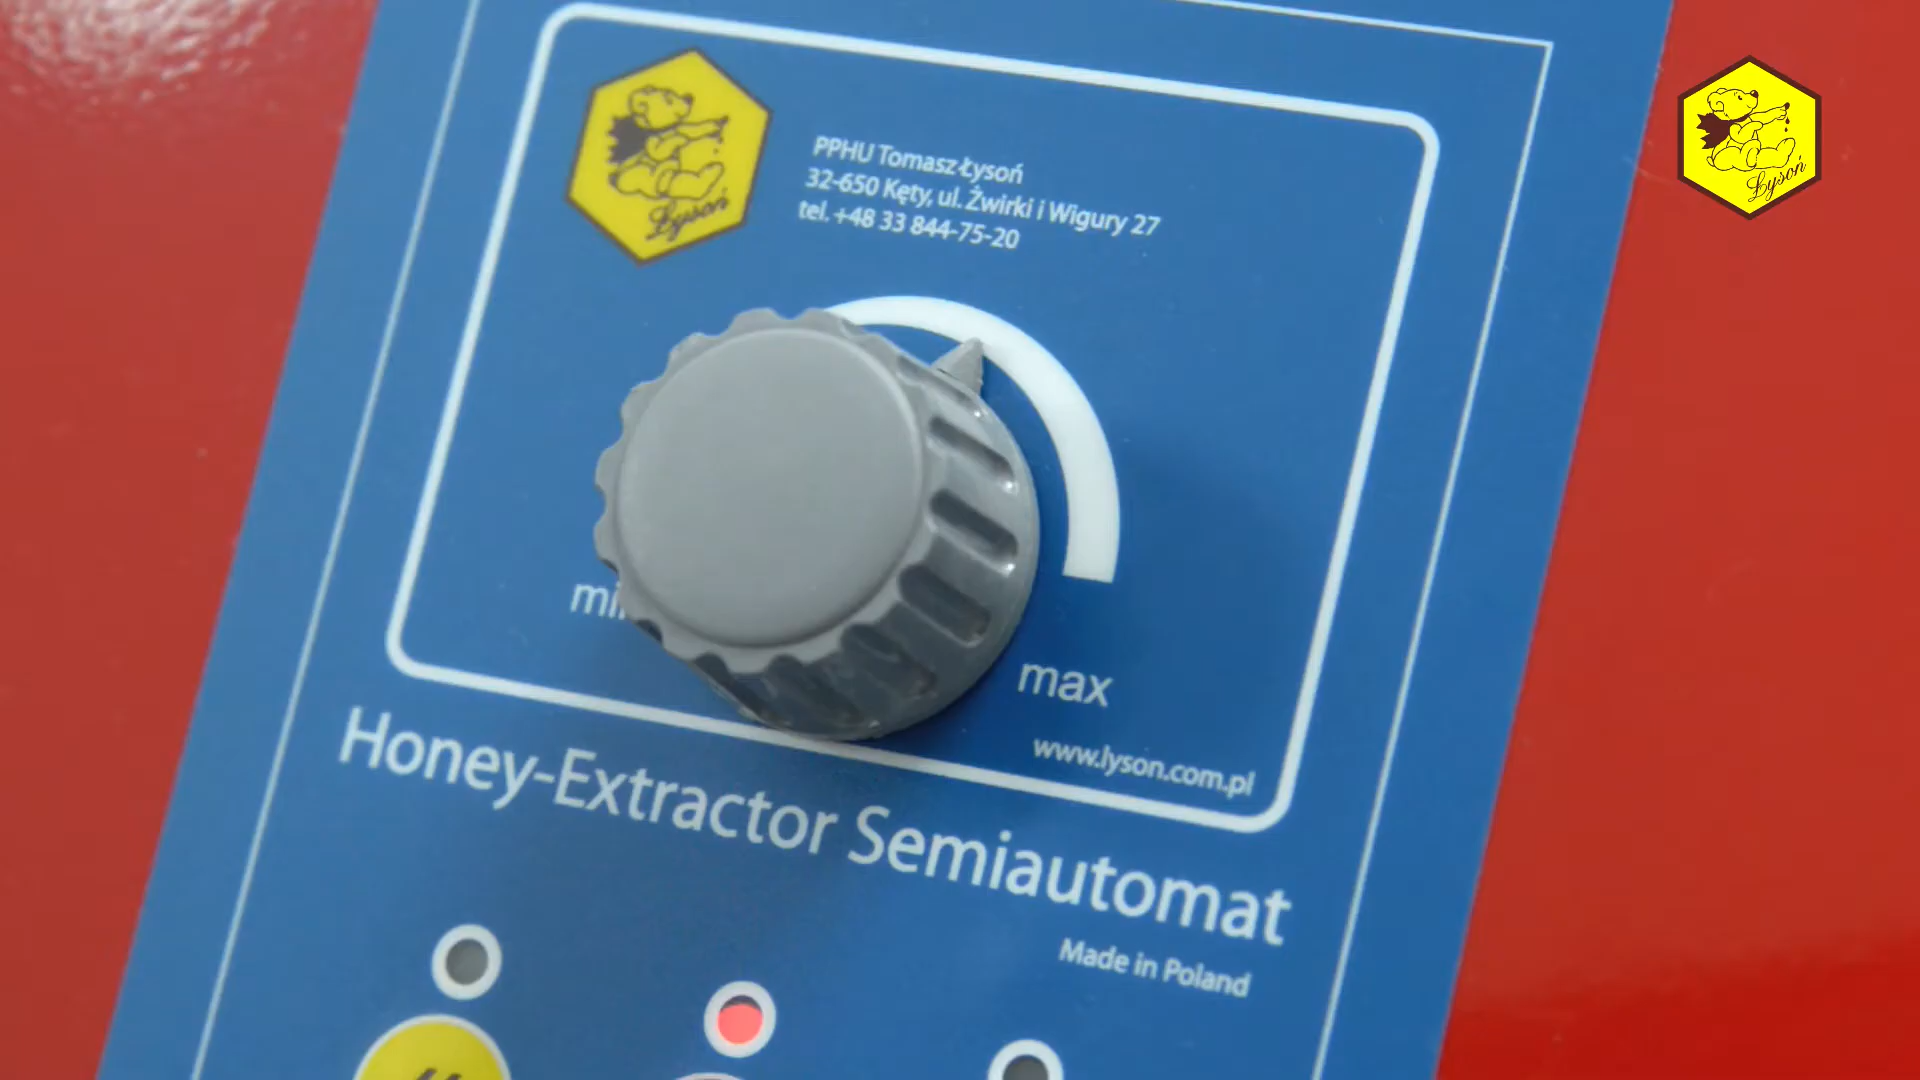 Łysoń
PPHU Tomasz Łysoń
32-650 Kęty, ul. Żwirki i Wigury 27
tel. +48 33 844-75-20
Łysoń
max
www.lyson.com.pl
Honey-Extractor Semiautomat
Made in Poland